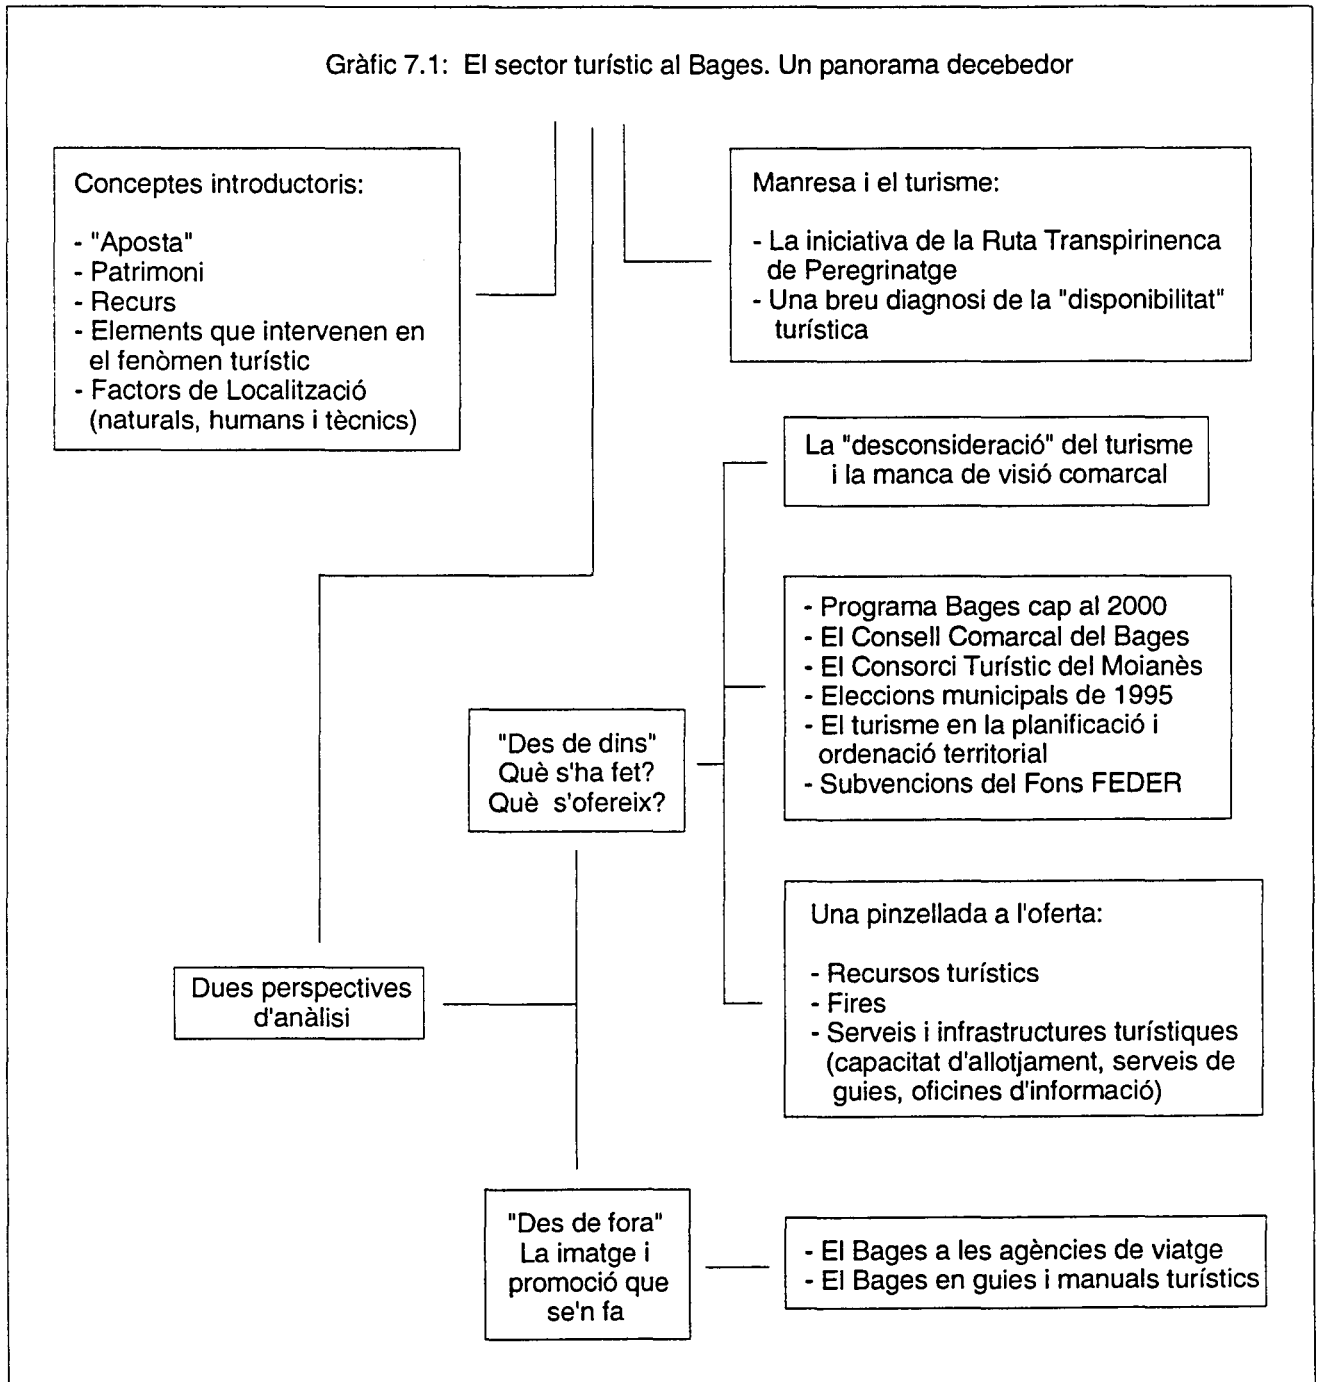 Gràfic 7.1: El sector turístic al Bages. Un panorama decebedor
Conceptes introductoris:
- "Aposta"
- Patrimoni
- Recurs
- Elements que intervenen en
el fenòmen turístic
- Factors de Localització
(naturals, humans i tècnics)
Manresa i el turisme:
- La iniciativa de la Ruta Transpirinenca
de Peregrinatge
- Una breu diagnosi de la "disponibilitat"
turística
La "desconsideració" del turisme
i la manca de visió comarcal
- Programa Bages cap al 2000
- El Consell Comarcal del Bages
- El Consorci Turístic del Moianès
- Eleccions municipals de 1995
- El turisme en la planificació i
ordenació territorial
- Subvencions del Fons FEDER
"Des de dins"
Què s'ha fet?
Què s'ofereix?
Una pinzellada a l'oferta:
- Recursos turístics
- Fires
- Serveis i infrastructures turístiques
(capacitat d'allotjament, serveis de
guies, oficines d'informació)
Dues perspectives
d'anàlisi
"Des de fora"
La imatge i
promoció que
se'n fa
- El Bages a les agències de viatge
- El Bages en guies i manuals turístics